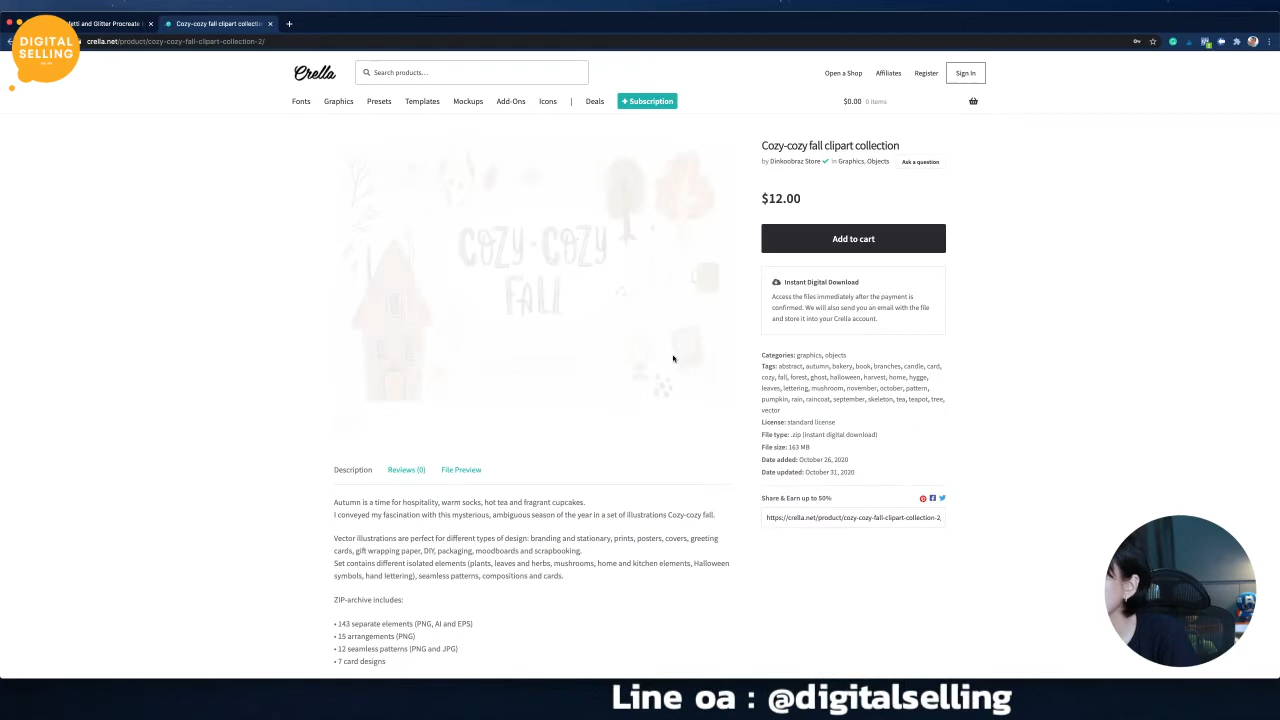 etti and Glitter Procreate
Cozy-cozy fall clipart collectio
DIGITAL
SELLING
crella.net/product/cozy-cozy-fall-clipart-collection-2/
Crella
Search products...
Open a Shop
Affiliates
Register
Sign In
Fonts
Graphics
Presets
Templates
Mockups
Add-Ons
Icons
|
Deals
+ Subscription
$0.00 0 items
COZY-COZY
FALL
Cozy-cozy fall clipart collection
by Dinkoobraz Store in Graphics, Objects
Ask a question
$12.00
Add to cart
Instant Digital Download
Access the files immediately after the payment is
confirmed. We will also send you an email with the file
and store it into your Crella account.
Categories: graphics, objects
Tags: abstract, autumn, bakery, book, branches, candle, card,
cozy, fall, forest, ghost, halloween, harvest, home, hygge,
leaves, lettering, mushroom, november, october, pattern,
pumpkin, rain, raincoat, september, skeleton, tea, teapot, tree,
vector
License: standard license
File type: .zip (instant digital download)
File size: 163 MB
Date added: October 26, 2020
Date updated: October 31, 2020
Share & Earn up to 50%
https://crella.net/product/cozy-cozy-fall-clipart-collection-2,
Description
Reviews (0)
File Preview
Autumn is a time for hospitality, warm socks, hot tea and fragrant cupcakes.
I conveyed my fascination with this mysterious, ambiguous season of the year in a set of illustrations Cozy-cozy fall.
Vector illustrations are perfect for different types of design: branding and stationary, prints, posters, covers, greeting
cards, gift wrapping paper, DIY, packaging, moodboards and scrapbooking.
Set contains different isolated elements (plants, leaves and herbs, mushrooms, home and kitchen elements, Halloween
symbols, hand lettering), seamless patterns, compositions and cards.
ZIP-archive includes:
• 143 separate elements (PNG, AI and EPS)
• 15 arrangements (PNG)
• 12 seamless patterns (PNG and JPG)
• 7 card designs
Line oa : @digitalselling